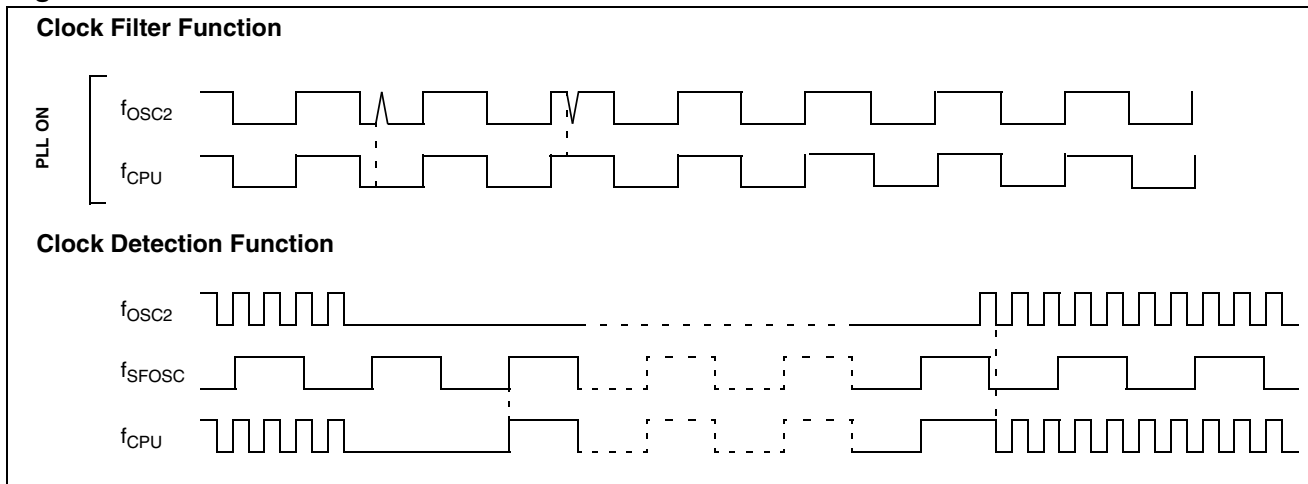 Clock Filter Function
PLL ON
fOSC2
fCPU
Clock Detection Function
fOSC2
fSFOSC
fCPU